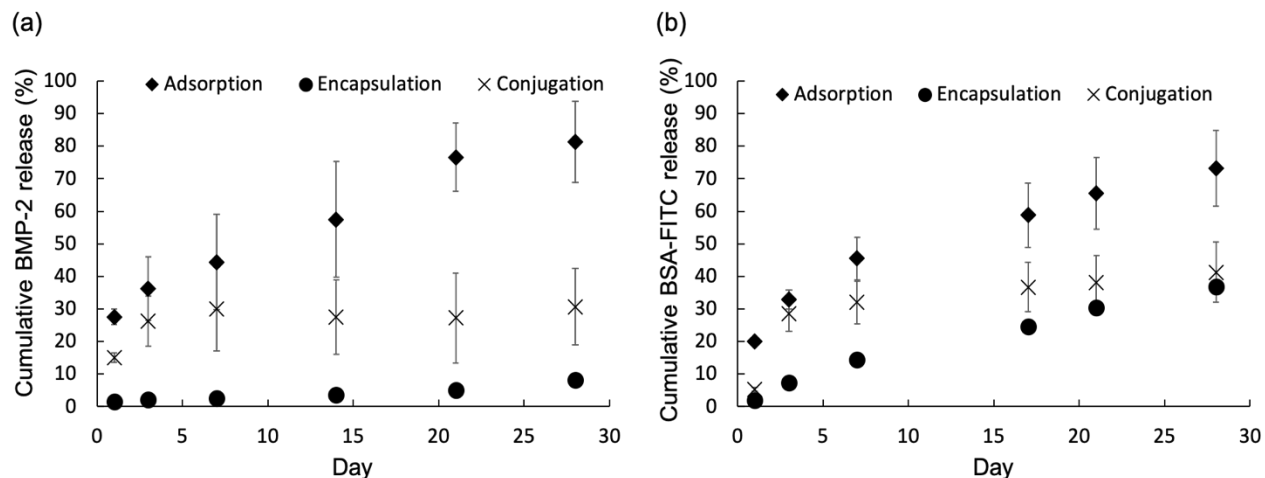 (a)
Cumulative BMP-2 release (%)
100
90
80
70
60
50
40
30
20
10
0
Adsorption Encapsulation Conjugation
0 5 10 15 20 25 30
Day
(b)
Cumulative BSA-FITC release (%)
100
90
80
70
60
50
40
30
20
10
0
Adsorption Encapsulation Conjugation
0 5 10 15 20 25 30
Day